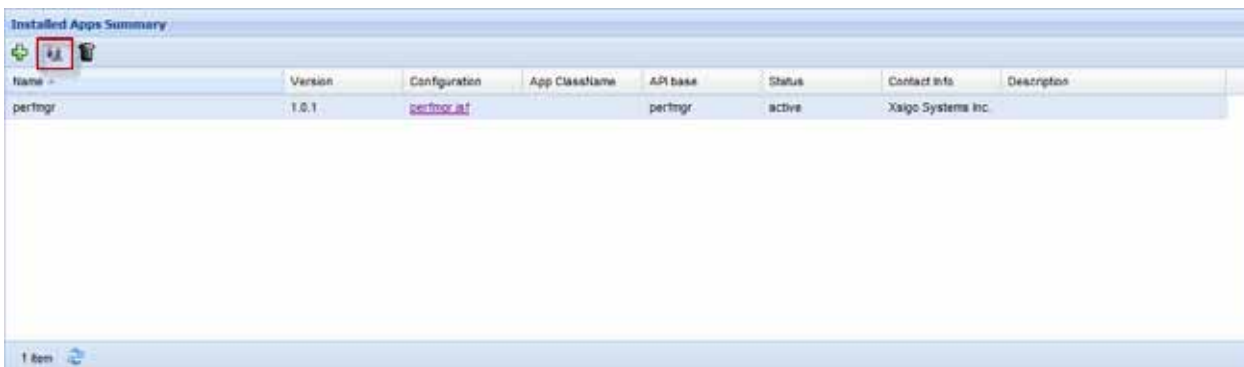 Installed Apps Summary
Name Version Configuration App ClassName API base Status Contact Info Description
perfmgr 1.0.1 perfmgr.jsf perfmgr active Xsigo Systems Inc.
1 item